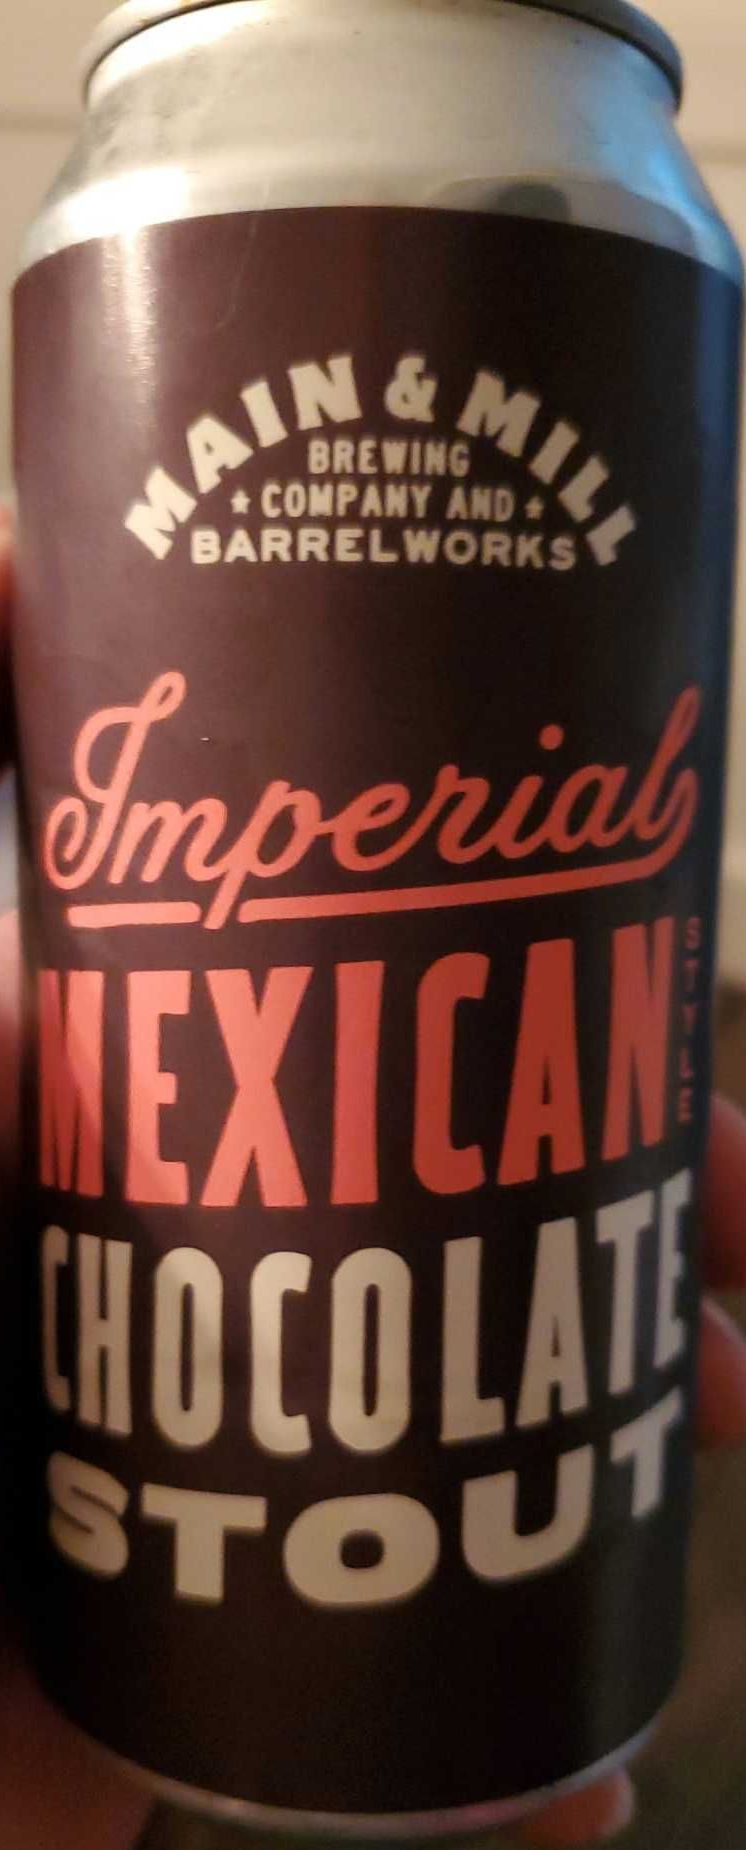 MAIN & MILL
BREWING
COMPANY AND
BARRELWORKS
Imperial
MEXICAN
STYLE
CHOCOLATE
STOUT